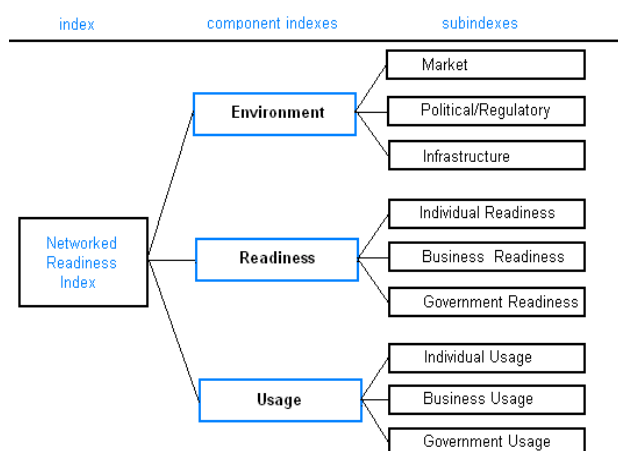 index component indexes subindexes
Market
Environment
Political/Regulatory
Infrastructure
Networked
Readiness
Index
Individual Readiness
Readiness
Business Readiness
Government Readiness
Individual Usage
Usage
Business Usage
Government Usage